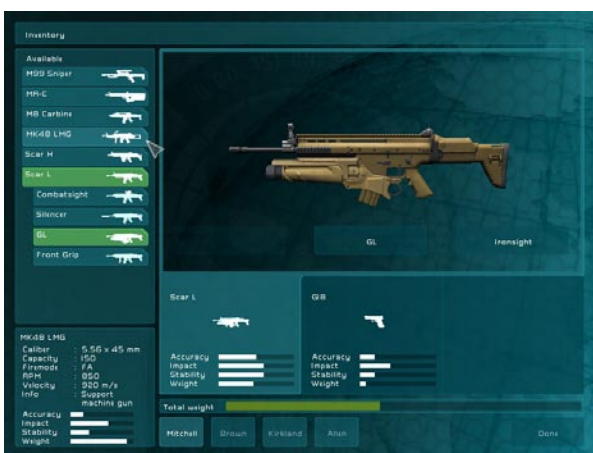 Inventory
Available
M99 Sniper
MR-C
M8 Carbine
MK48 LMG
Scar H
Scar L
Combatsight
Silencer
GL
Front Grip
GL
Ironsight
Scar L
Accuracy
Impact
Stability
Weight
G18
Accuracy
Impact
Stability
Weight
MK48 LMG
Caliber : 5.56 x 45 mm
Capacity : 150
Firemode : FA
RPM : 850
Velocity : 920 m/s
Info : Support
machine gun
Accuracy
Impact
Stability
Weight
Total weight
Mitchell
Brown
Kirkland
Allen
Done